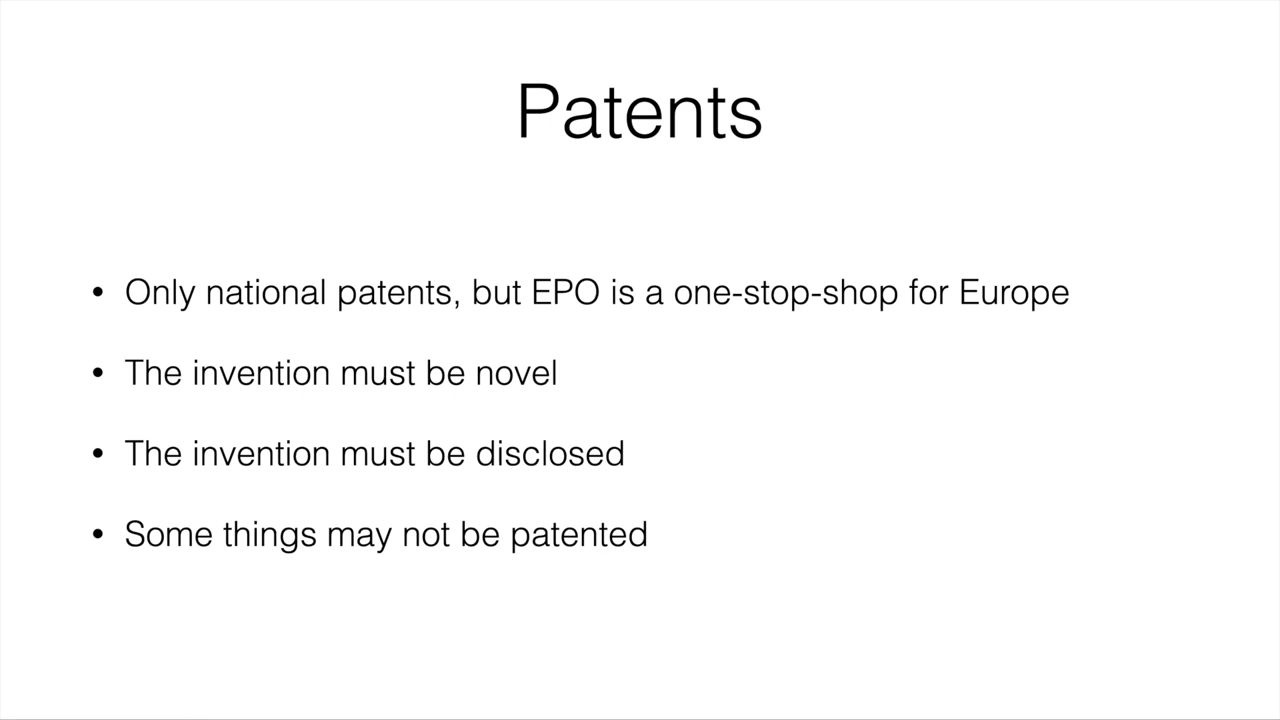 Patents
• Only national patents, but EPO is a one-stop-shop for Europe
• The invention must be novel
• The invention must be disclosed
• Some things may not be patented